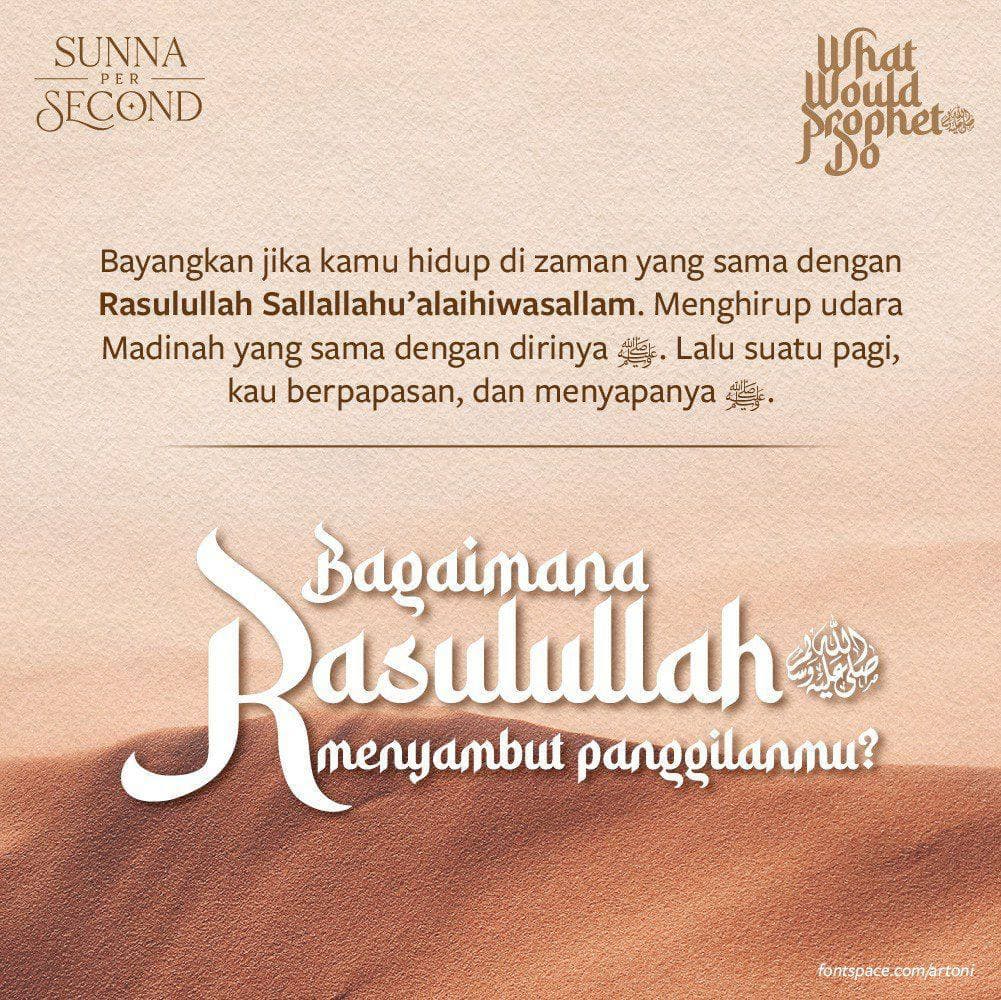 SUNNA
PER
SECOND
What
Would
Prophet ﷺ
Do
Bayangkan jika kamu hidup di zaman yang sama dengan
Rasulullah Sallallahu’alaihiwasallam. Menghirup udara
Madinah yang sama dengan dirinya ﷺ. Lalu suatu pagi,
kau berpapasan, dan menyapanya ﷺ.
Bagaimana
Rasulullah ﷺ
menyambut panggilanmu?
fontspace.com/artoni